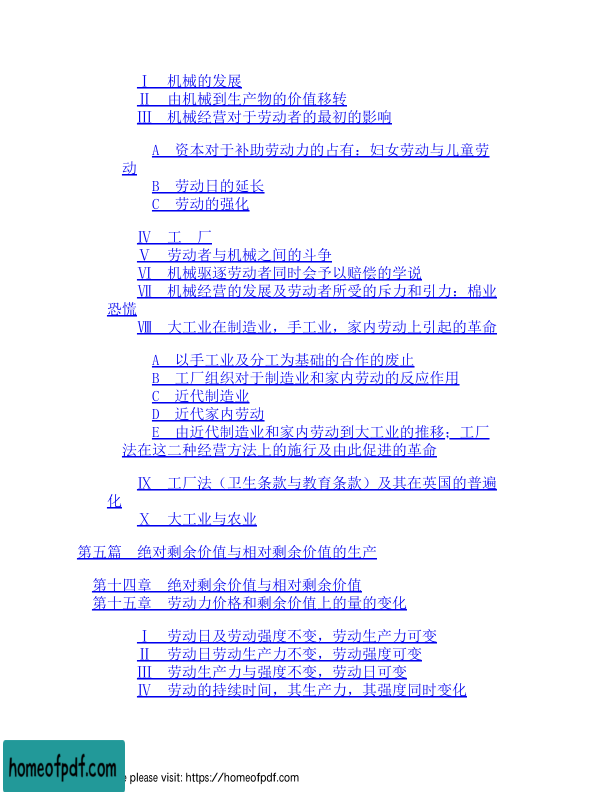 Ⅰ 机械的发展
Ⅱ 由机械到生产物的价值移转
Ⅲ 机械经营对于劳动者的最初的影响
A 资本对于补助劳动力的占有：妇女劳动与儿童劳
动
B 劳动日的延长
C 劳动的强化
Ⅳ 工 厂
Ⅴ 劳动者与机械之间的斗争
Ⅵ 机械驱逐劳动者同时会予以赔偿的学说
Ⅶ 机械经营的发展及劳动者所受的斥力和引力：棉业
恐慌
Ⅷ 大工业在制造业，手工业，家内劳动上引起的革命
A 以手工业及分工为基础的合作的废止
B 工厂组织对于制造业和家内劳动的反应作用
C 近代制造业
D 近代家内劳动
E 由近代制造业和家内劳动到大工业的推移；工厂
法在这二种经营方法上的施行及由此促进的革命
Ⅸ 工厂法（卫生条款与教育条款）及其在英国的普遍
化
Ⅹ 大工业与农业
第五篇 绝对剩余价值与相对剩余价值的生产
第十四章 绝对剩余价值与相对剩余价值
第十五章 劳动力价格和剩余价值上的量的变化
Ⅰ 劳动日及劳动强度不变，劳动生产力可变
Ⅱ 劳动日劳动生产力不变，劳动强度可变
Ⅲ 劳动生产力与强度不变，劳动日可变
Ⅳ 劳动的持续时间，其生产力，其强度同时变化
homeofpdf.com
e please visit: https://homeofpdf.com